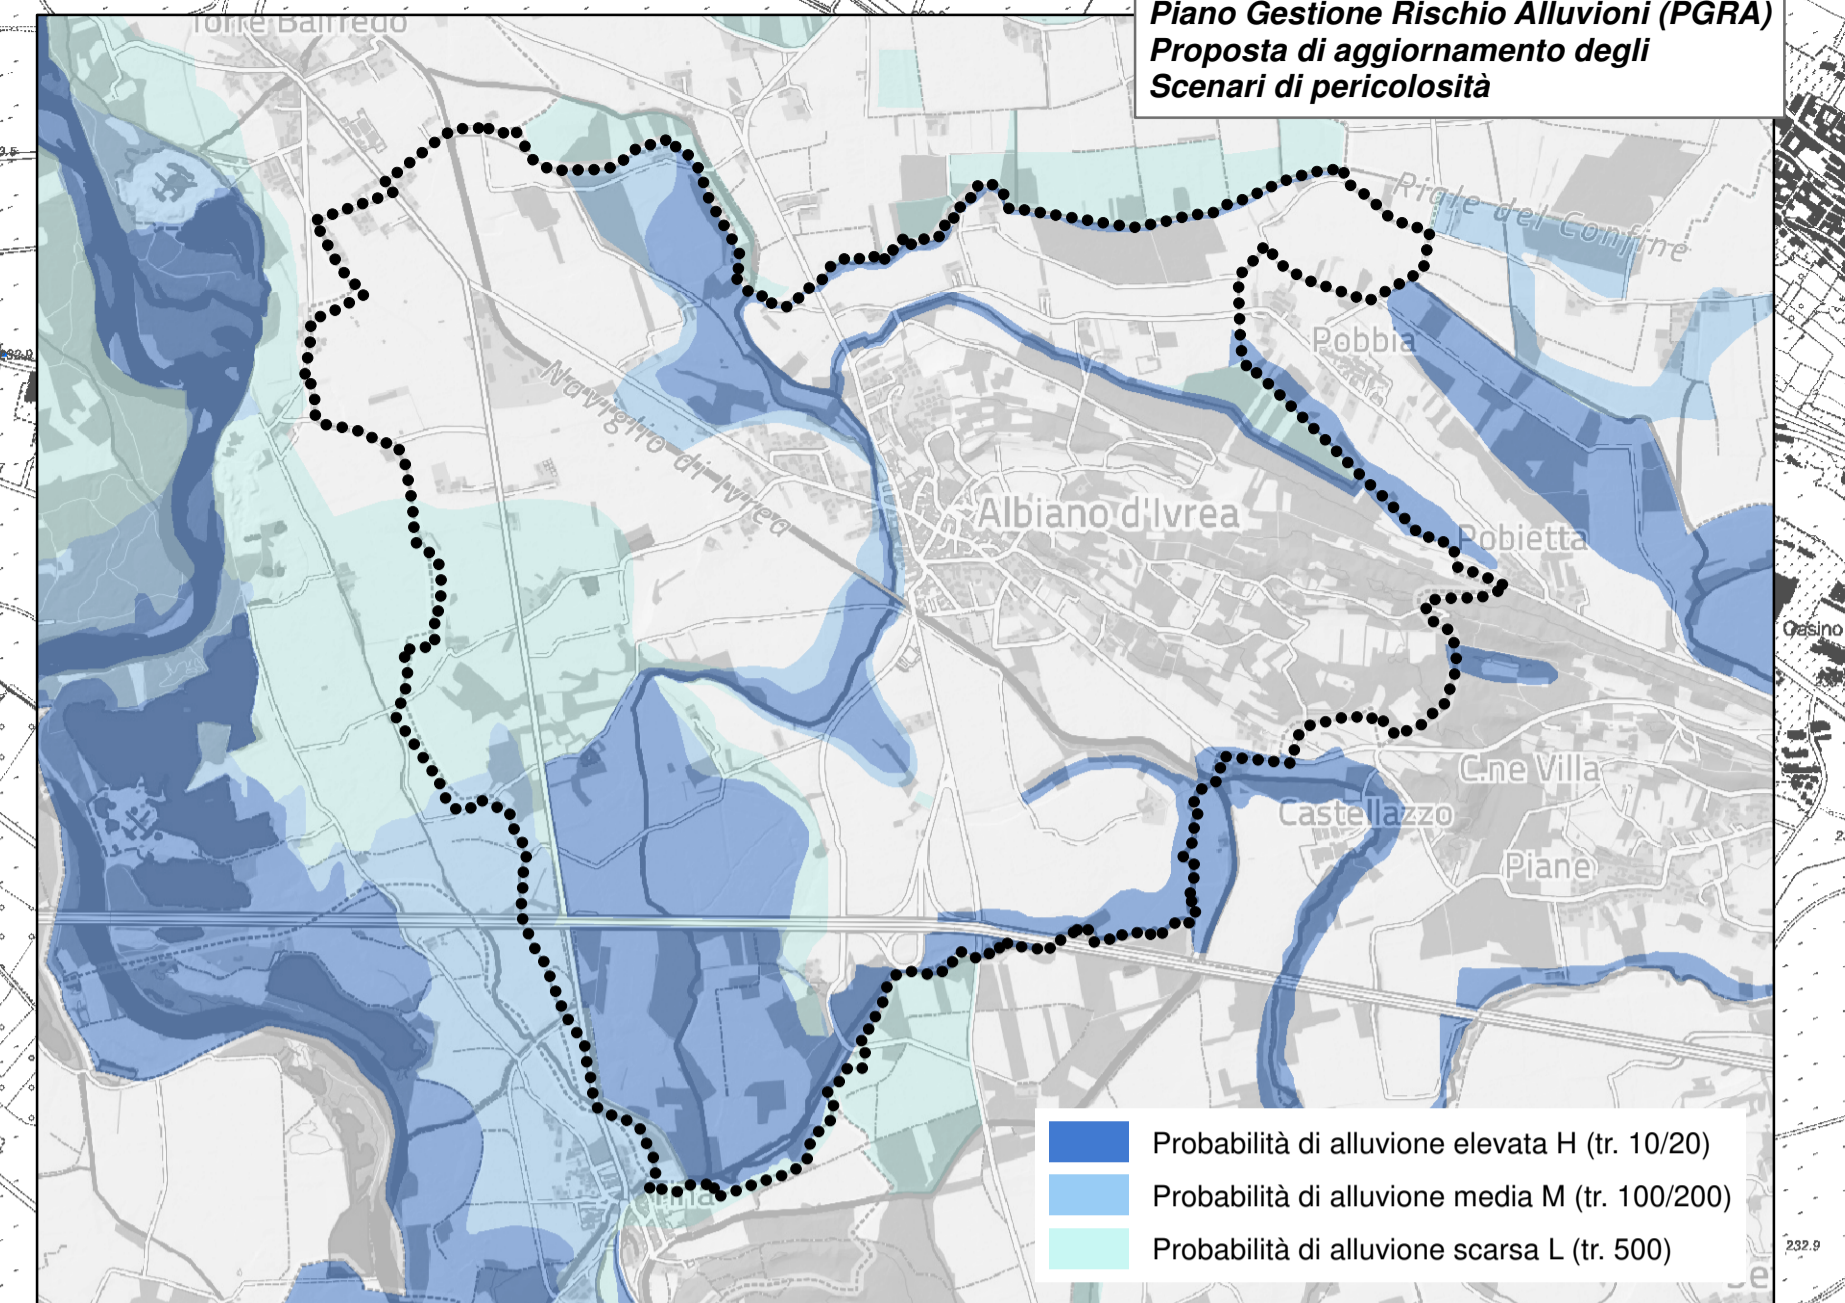 Piano Gestione Rischio Alluvioni (PGRA)
Proposta di aggiornamento degli
Scenari di pericolosità
Torre Balfredo
Riale del Confine
Pobbia
Naviglio di Ivrea
Albiano d'Ivrea
Pobietta
Casino
C.ne Villa
Castellazzo
Piane
Probabilità di alluvione elevata H (tr. 10/20)
Probabilità di alluvione media M (tr. 100/200)
Probabilità di alluvione scarsa L (tr. 500)
232.9